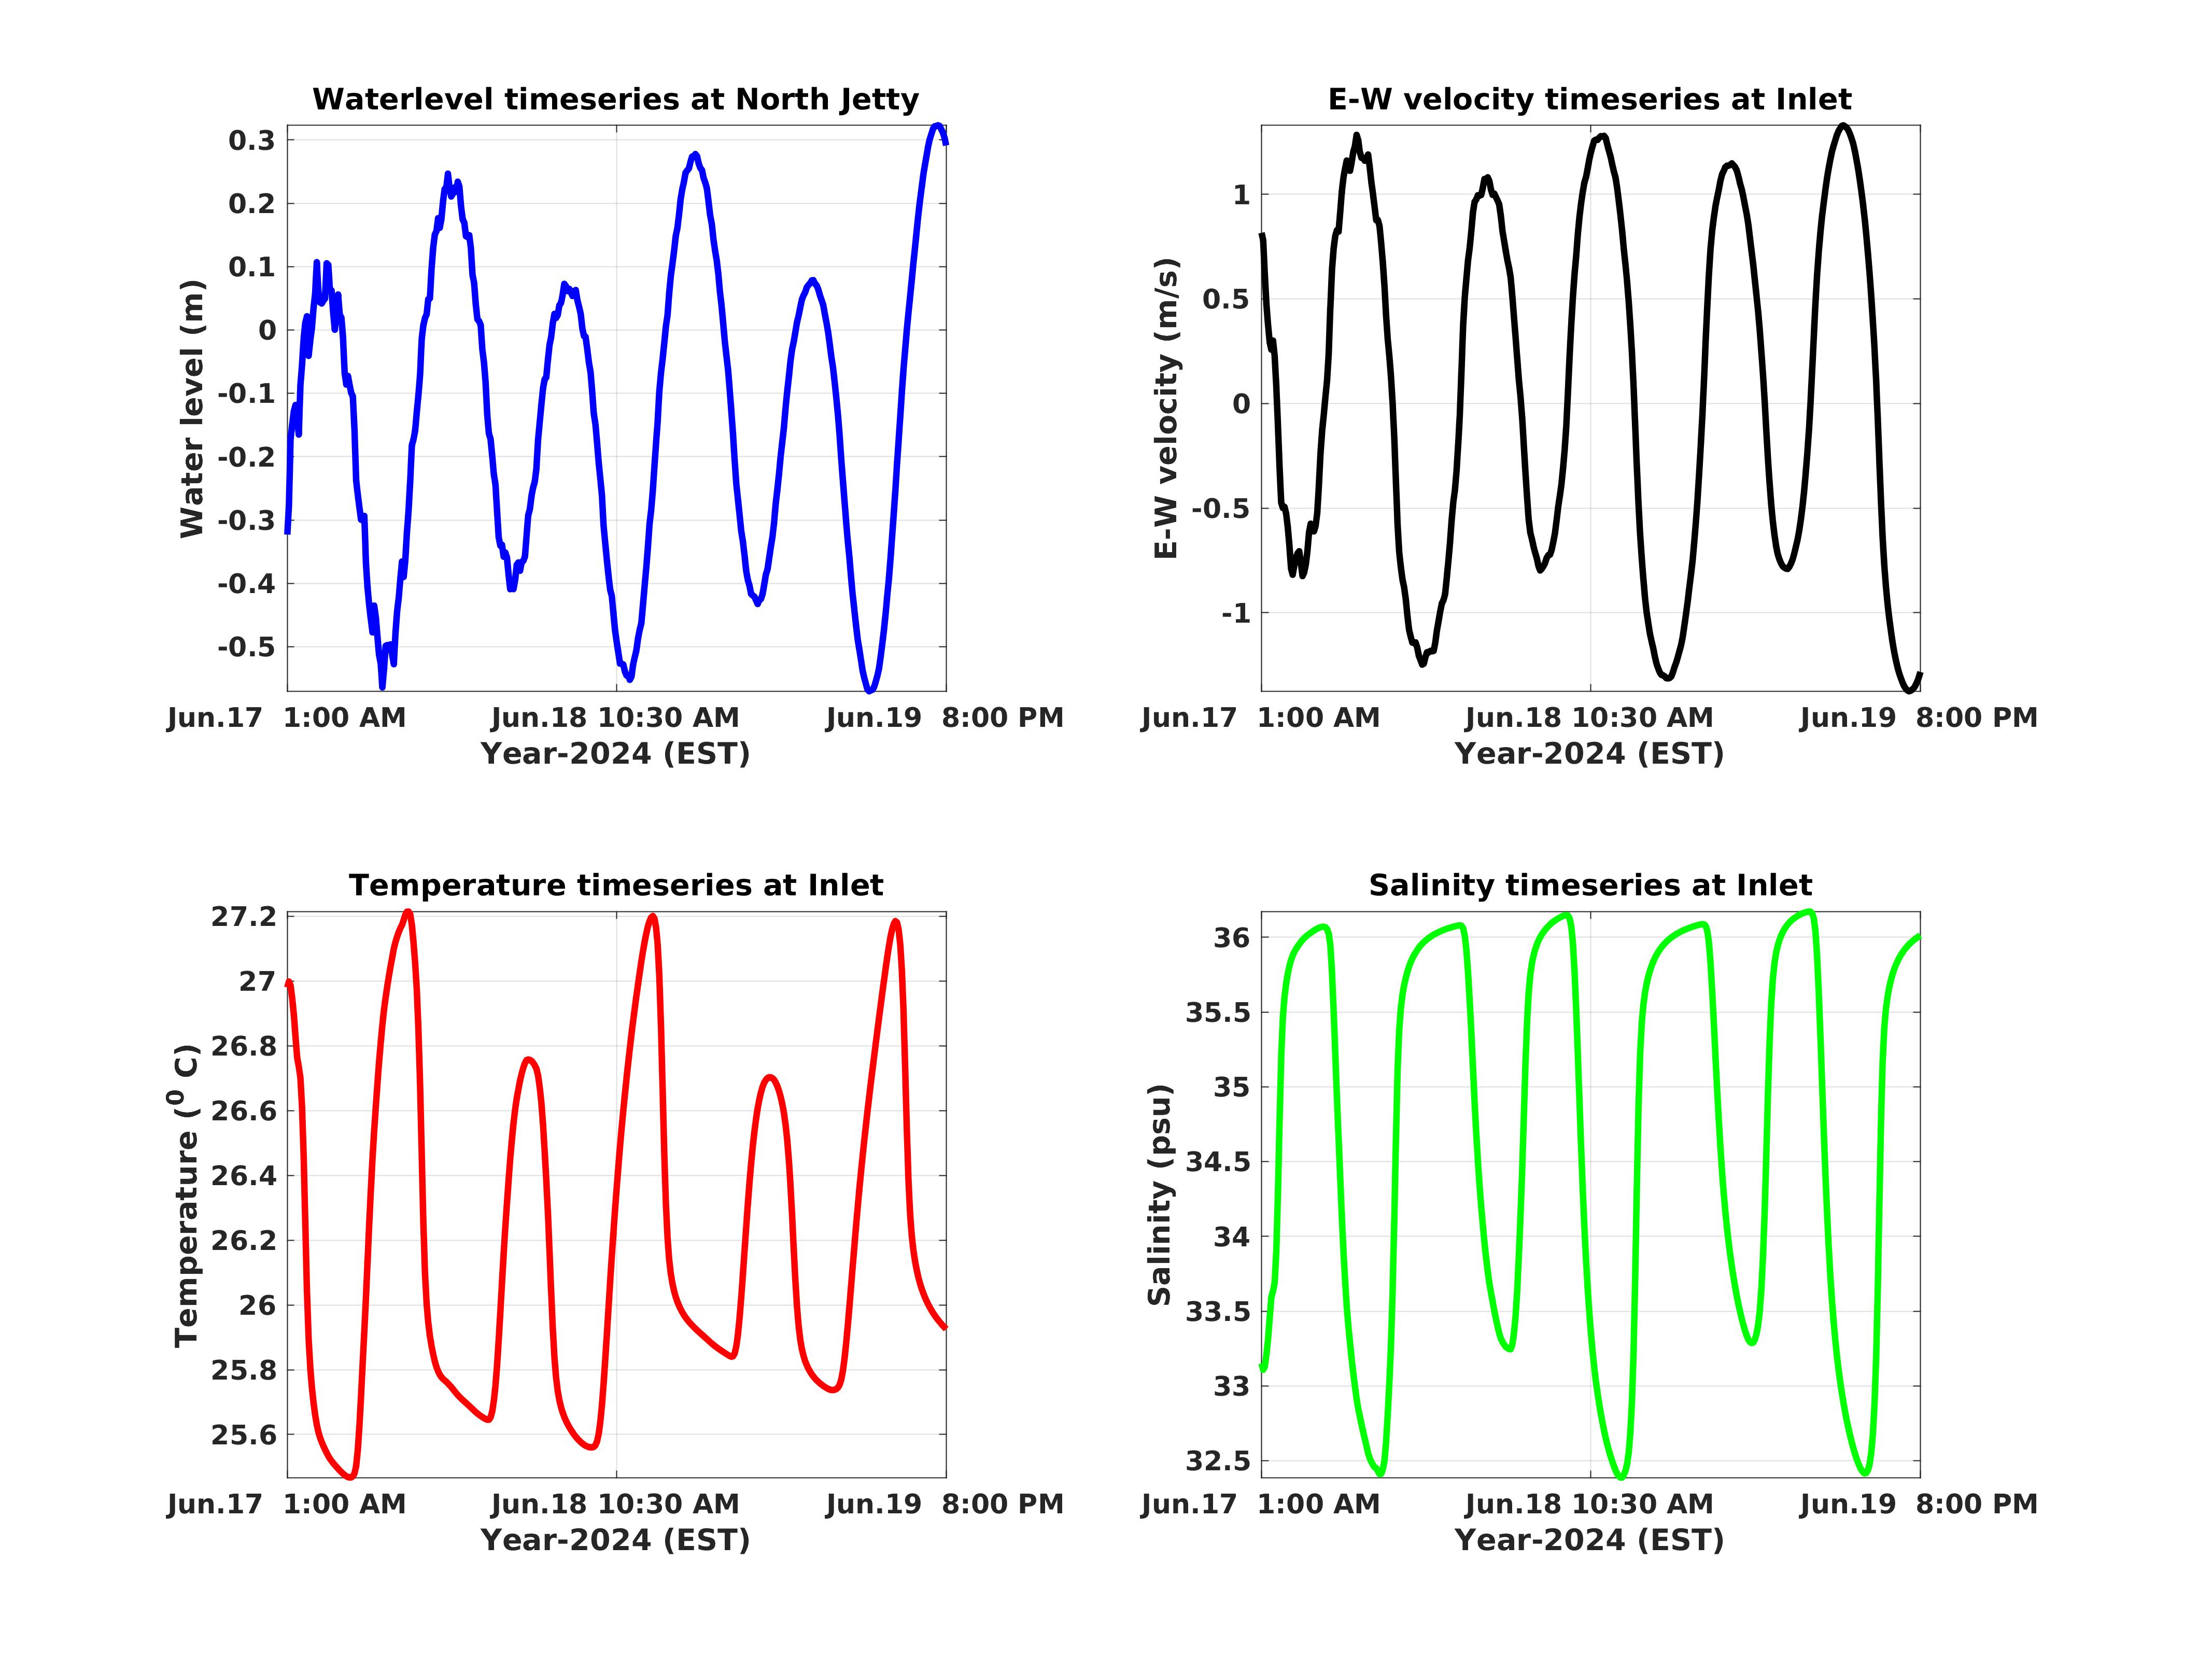 Waterlevel timeseries at North Jetty
0.3
0.2
0.1
0
-0.1
-0.2
-0.3
-0.4
-0.5
Water level (m)
Jun.17 1:00 AM Jun.18 10:30 AM Jun.19 8:00 PM
Year-2024 (EST)
E-W velocity timeseries at Inlet
1
0.5
0
-0.5
-1
E-W velocity (m/s)
Jun.17 1:00 AM Jun.18 10:30 AM Jun.19 8:00 PM
Year-2024 (EST)
Temperature timeseries at Inlet
27.2
27
26.8
26.6
26.4
26.2
26
25.8
25.6
Temperature (⁰ C)
Jun.17 1:00 AM Jun.18 10:30 AM Jun.19 8:00 PM
Year-2024 (EST)
Salinity timeseries at Inlet
36
35.5
35
34.5
34
33.5
33
32.5
Salinity (psu)
Jun.17 1:00 AM Jun.18 10:30 AM Jun.19 8:00 PM
Year-2024 (EST)